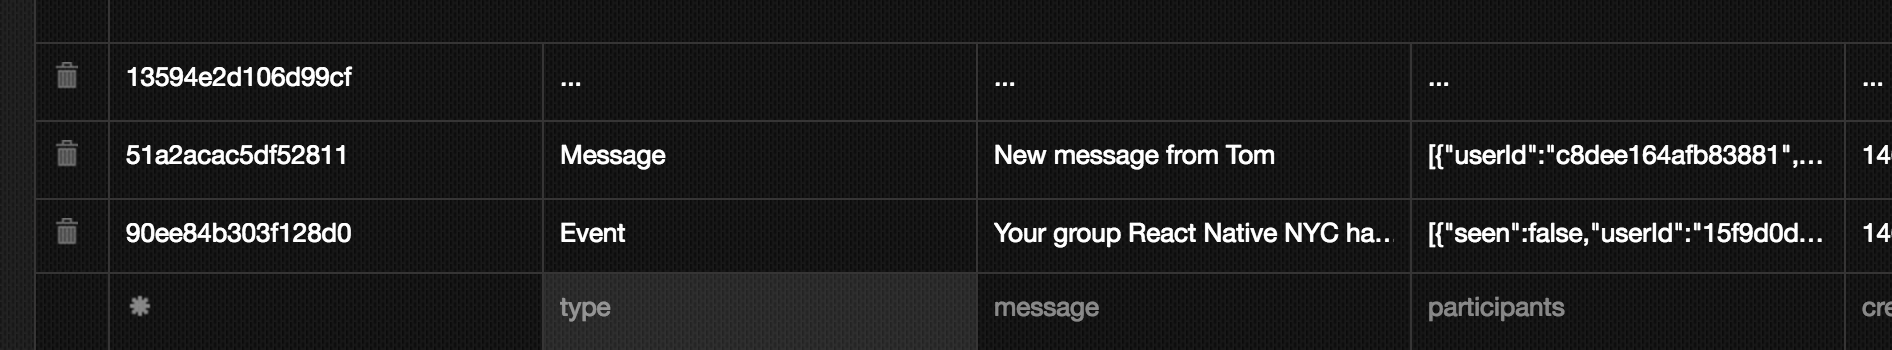 13594e2d106d99cf ... ... ... ...
51a2acac5df52811 Message New message from Tom [{"userId":"c8dee164afb83881",... 14
90ee84b303f128d0 Event Your group React Native NYC ha... [{"seen":false,"userId":"15f9d0d... 14
type message participants cre